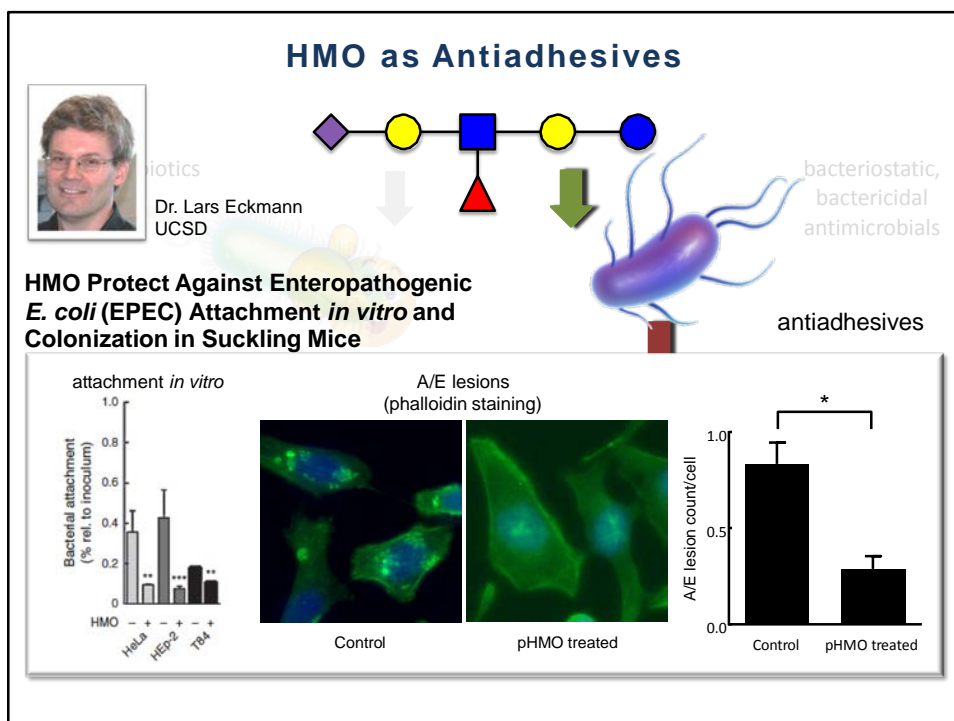 HMO as Antiadhesives
biotics
Dr. Lars Eckmann
UCSD
bacteriostatic,
bactericidal
antimicrobials
HMO Protect Against Enteropathogenic
E. coli (EPEC) Attachment in vitro and
Colonization in Suckling Mice
antiadhesives
attachment in vitro
1.0
0.8
0.6
0.4
0.2
0
Bacterial attachment
(% rel. to inoculum)
** *** **
HMO - + - + - +
HeLa HEp-2 T84
A/E lesions
(phalloidin staining)
Control
pHMO treated
*
1.0
0.5
0.0
A/E lesion count/cell
Control pHMO treated